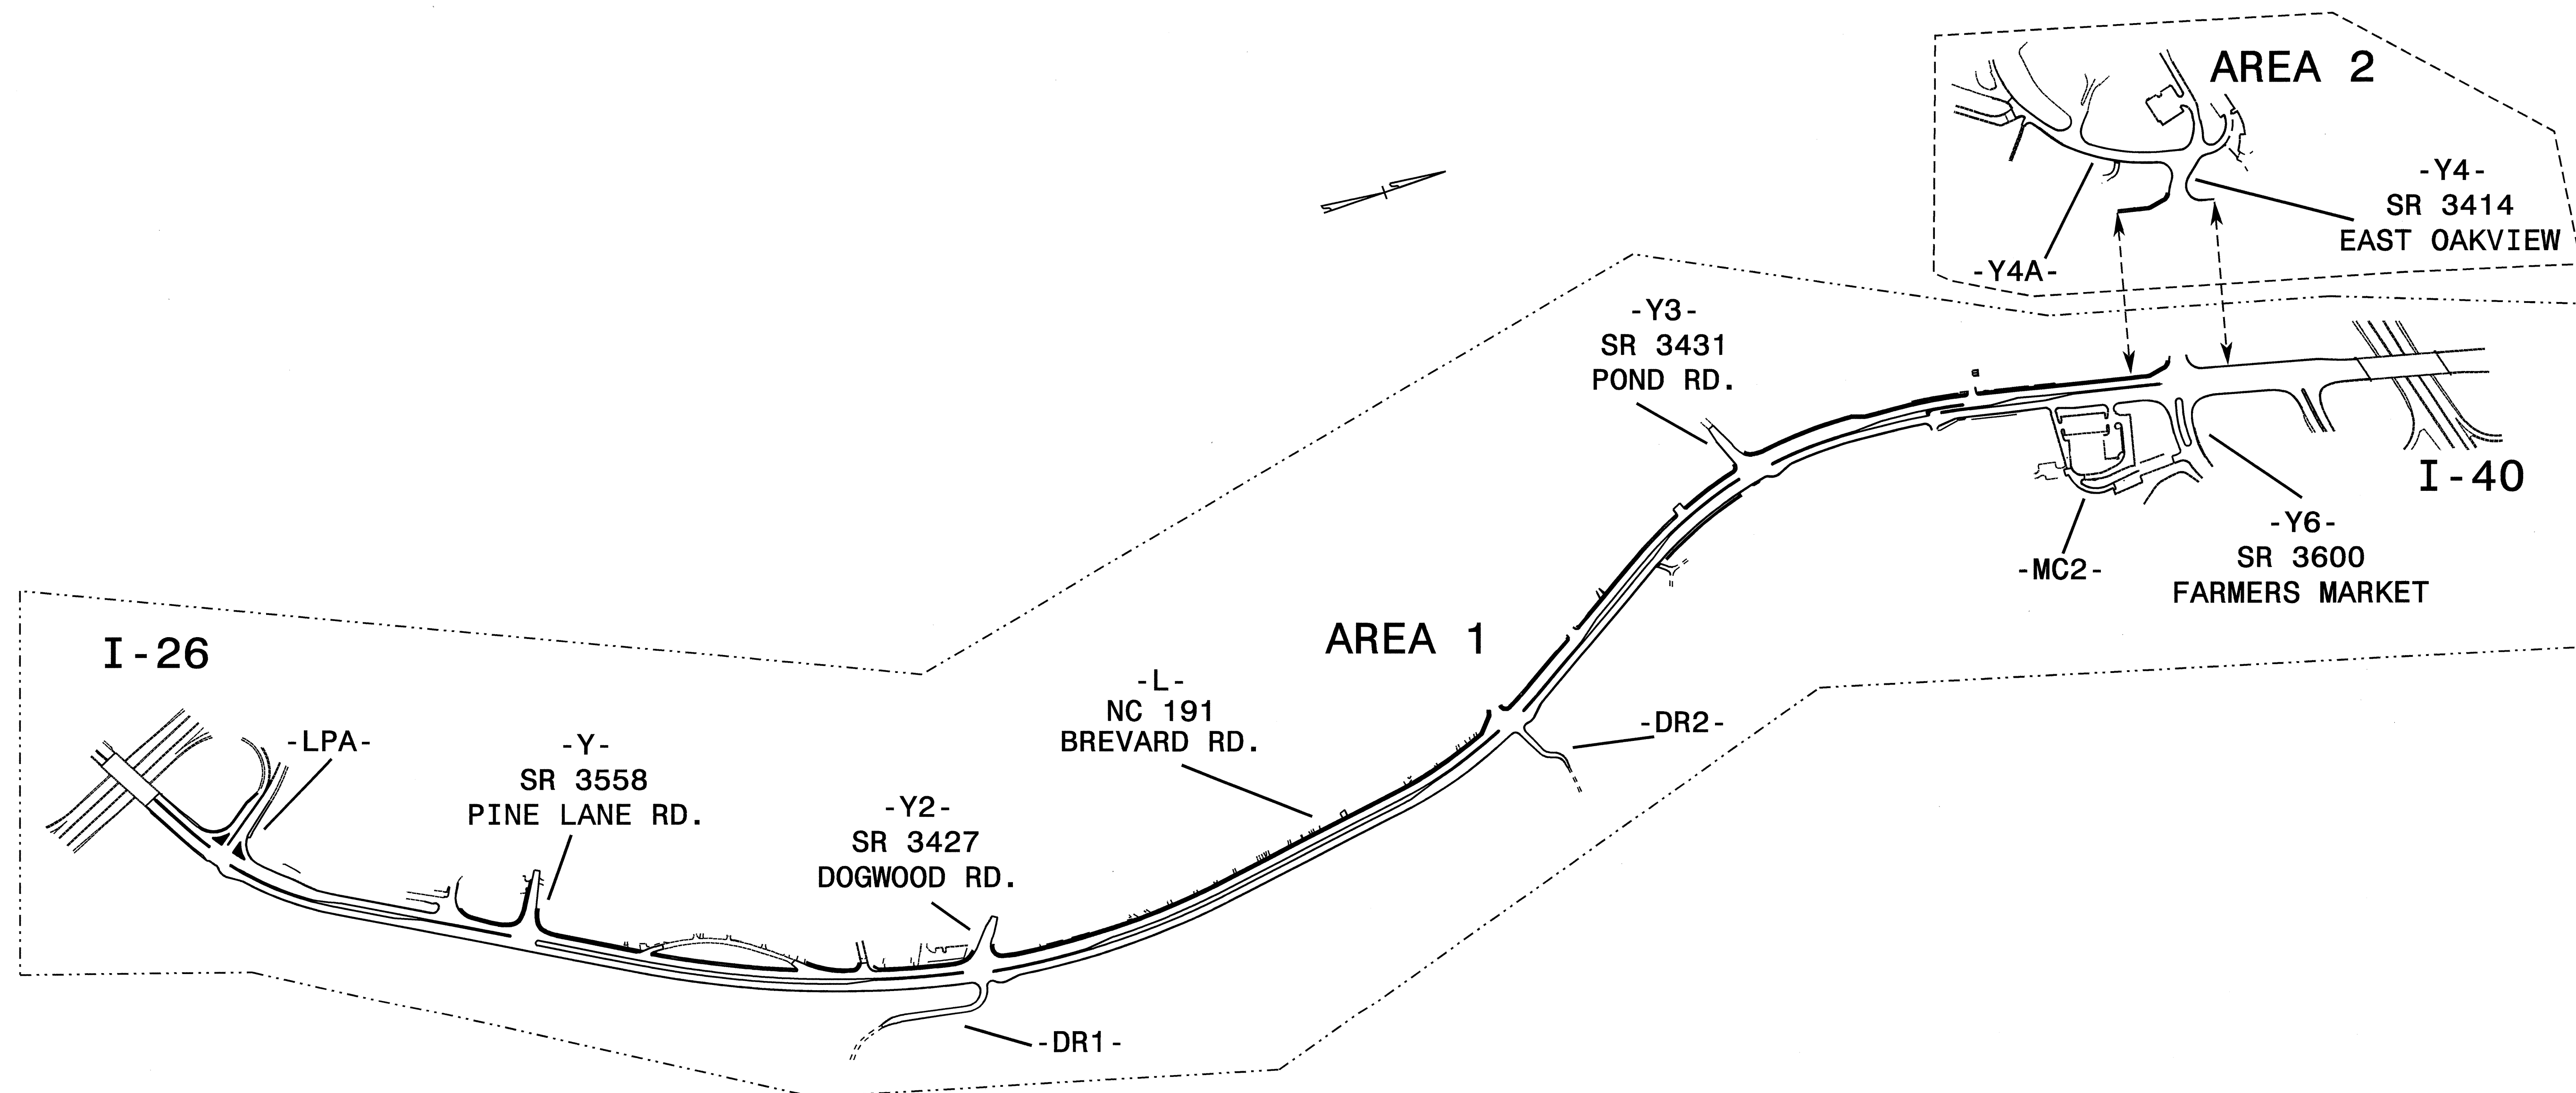 AREA 2
-Y4-
SR 3414
EAST OAKVIEW
-Y4A-
-Y3-
SR 3431
POND RD.
I-40
-Y6-
SR 3600
FARMERS MARKET
-MC2-
AREA 1
I-26
-L-
NC 191
BREVARD RD.
-DR2-
-LPA-
-Y-
SR 3558
PINE LANE RD.
-Y2-
SR 3427
DOGWOOD RD.
-DR1-